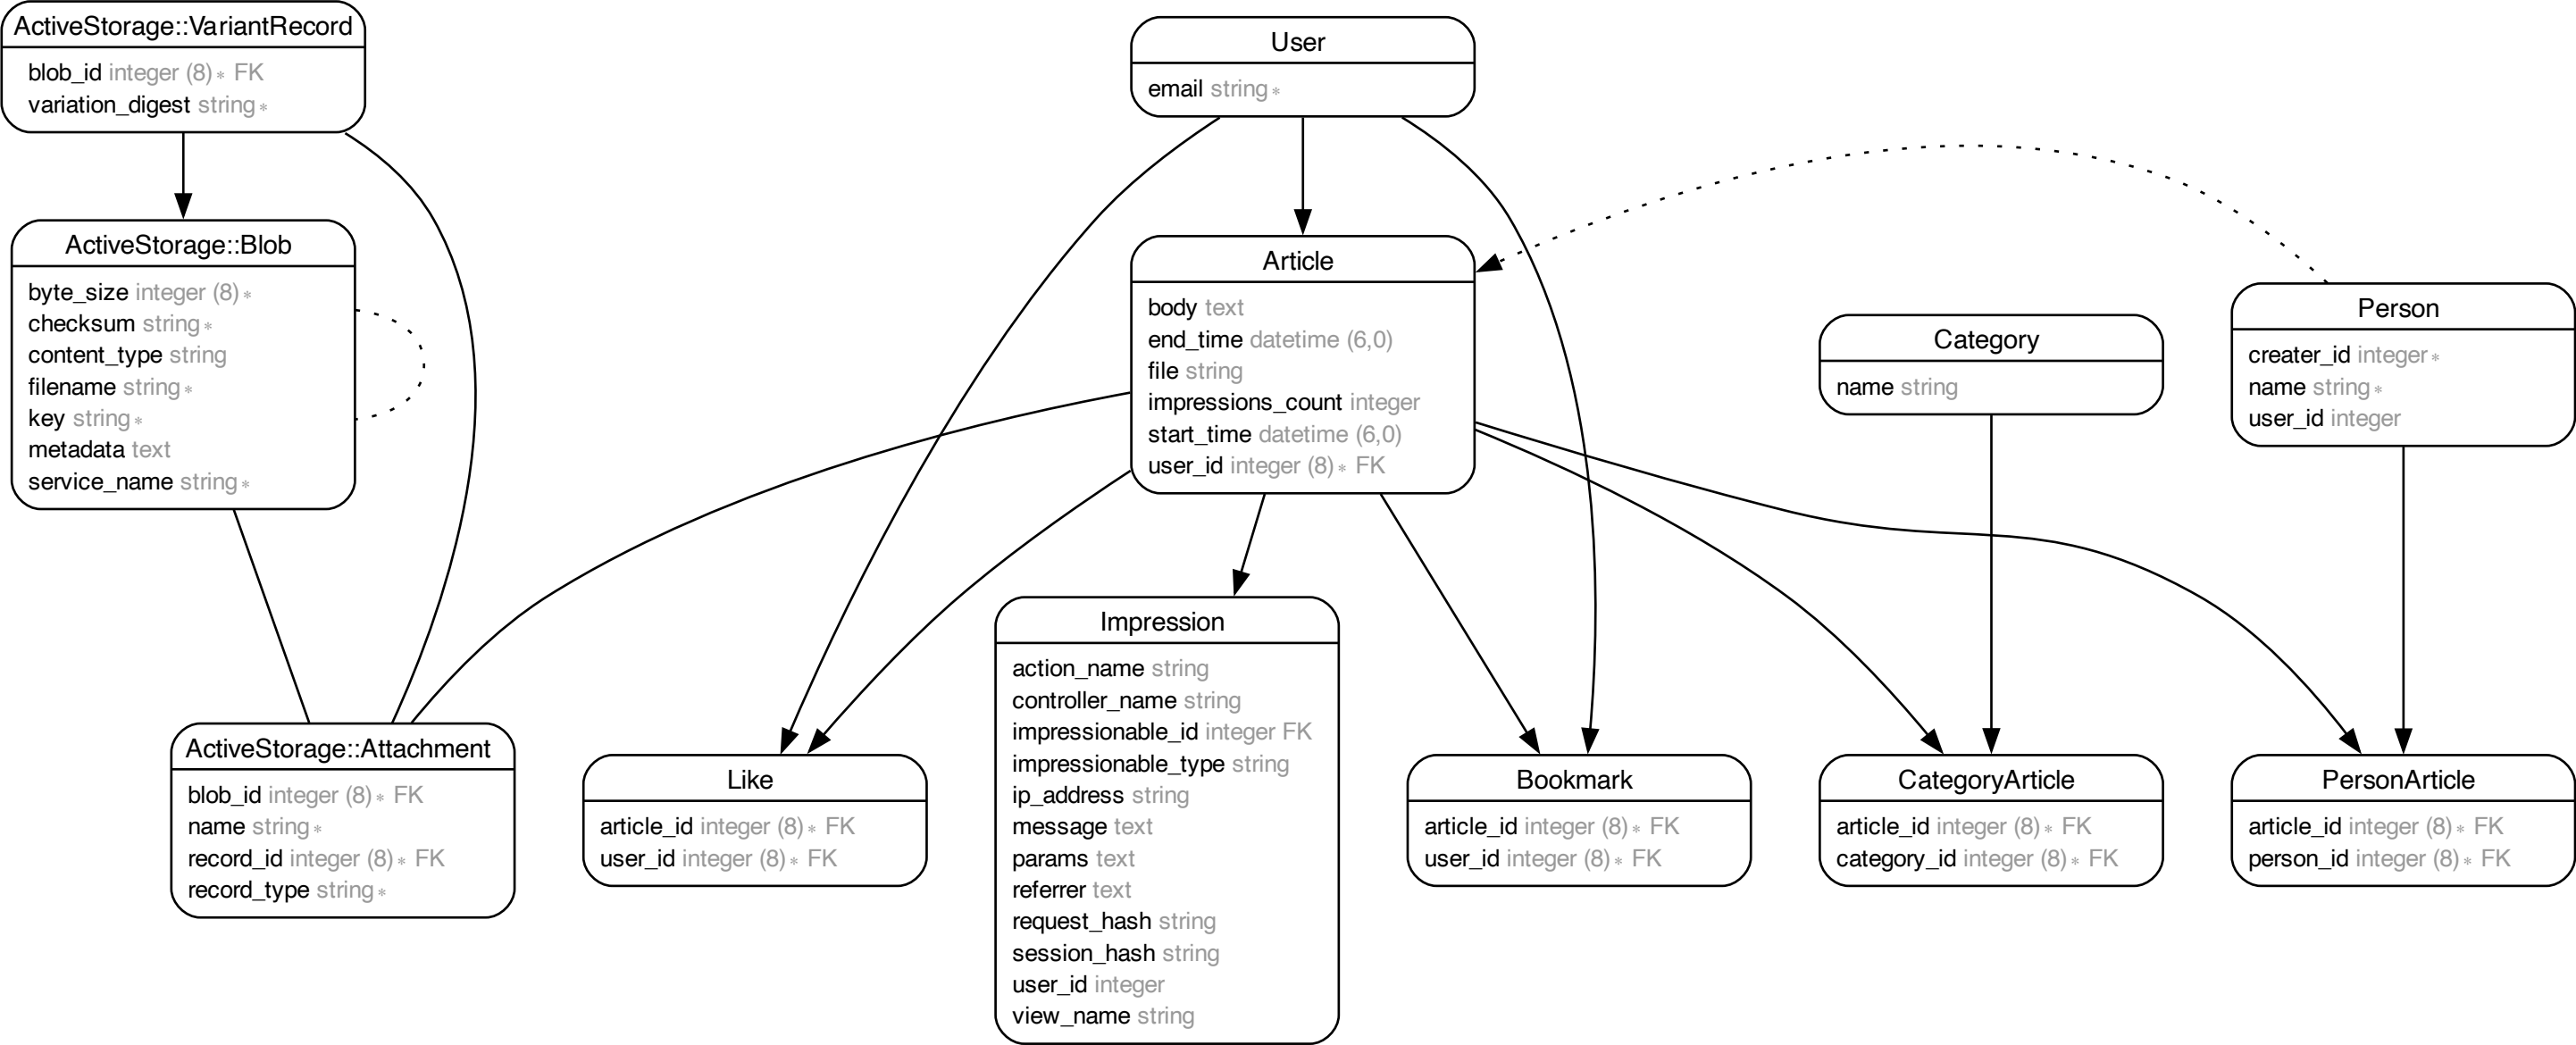 ActiveStorage::VariantRecord
blob_id integer (8) * FK
variation_digest string *
User
email string *
ActiveStorage::Blob
byte_size integer (8) *
checksum string *
content_type string
filename string *
key string *
metadata text
service_name string *
Article
body text
end_time datetime (6,0)
file string
impressions_count integer
start_time datetime (6,0)
user_id integer (8) * FK
Category
name string
Person
creater_id integer *
name string *
user_id integer
ActiveStorage::Attachment
blob_id integer (8) * FK
name string *
record_id integer (8) * FK
record_type string *
Like
article_id integer (8) * FK
user_id integer (8) * FK
Impression
action_name string
controller_name string
impressionable_id integer FK
impressionable_type string
ip_address string
message text
params text
referrer text
request_hash string
session_hash string
user_id integer
view_name string
Bookmark
article_id integer (8) * FK
user_id integer (8) * FK
CategoryArticle
article_id integer (8) * FK
category_id integer (8) * FK
PersonArticle
article_id integer (8) * FK
person_id integer (8) * FK